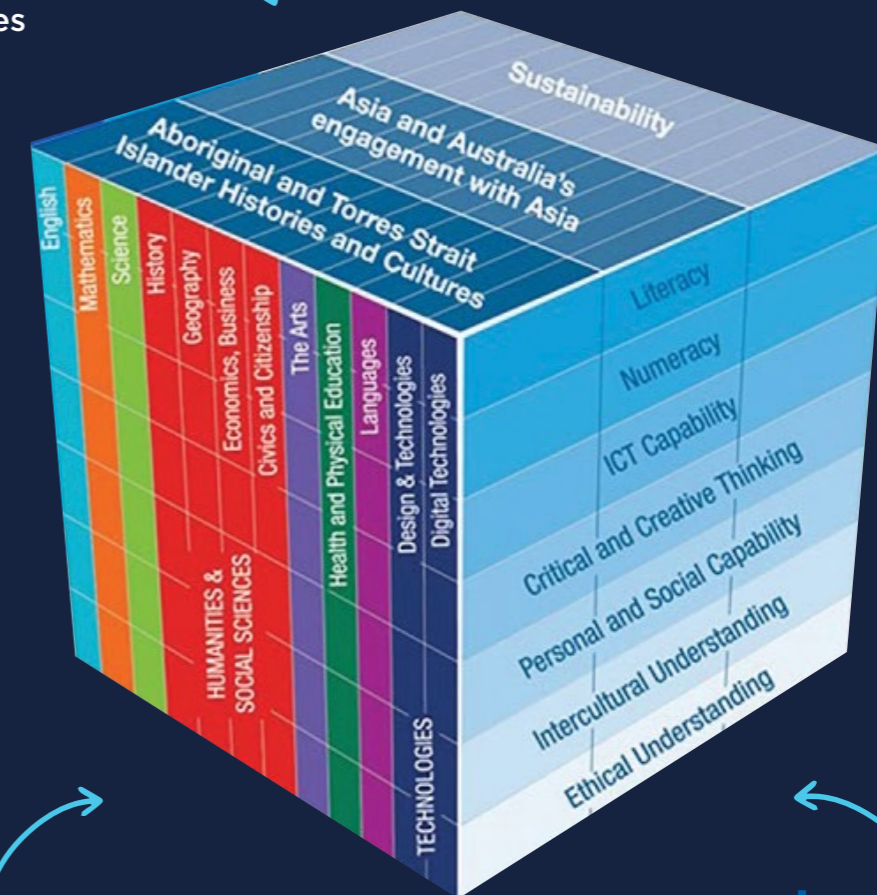 Sustainability
Asia and Australia's
engagement with Asia
Aboriginal and Torres Strait
Islander Histories and Cultures
English
Mathematics
Science
History
Geography
Economics, Business
Civics and Citizenship
HUMANITIES &
SOCIAL SCIENCES
The Arts
Health and Physical Education
Languages
Design & Technologies
Digital Technologies
TECHNOLOGIES
Literacy
Numeracy
ICT Capability
Critical and Creative Thinking
Personal and Social Capability
Intercultural Understanding
Ethical Understanding